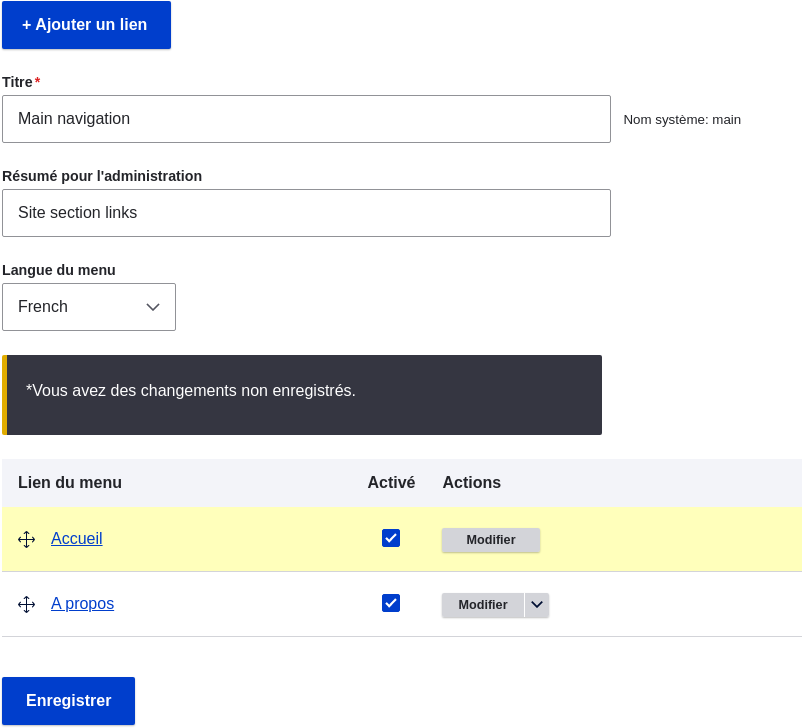 + Ajouter un lien
Titre*
Main navigation
Nom système: main
Résumé pour l'administration
Site section links
Langue du menu
French
*Vous avez des changements non enregistrés.
Lien du menu Activé Actions
Accueil Modifier
A propos Modifier
Enregistrer